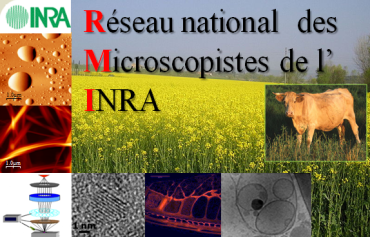 INRA
Réseau national des
Microscopistes de l'
INRA
1.0µm
1.0µm
1 nm